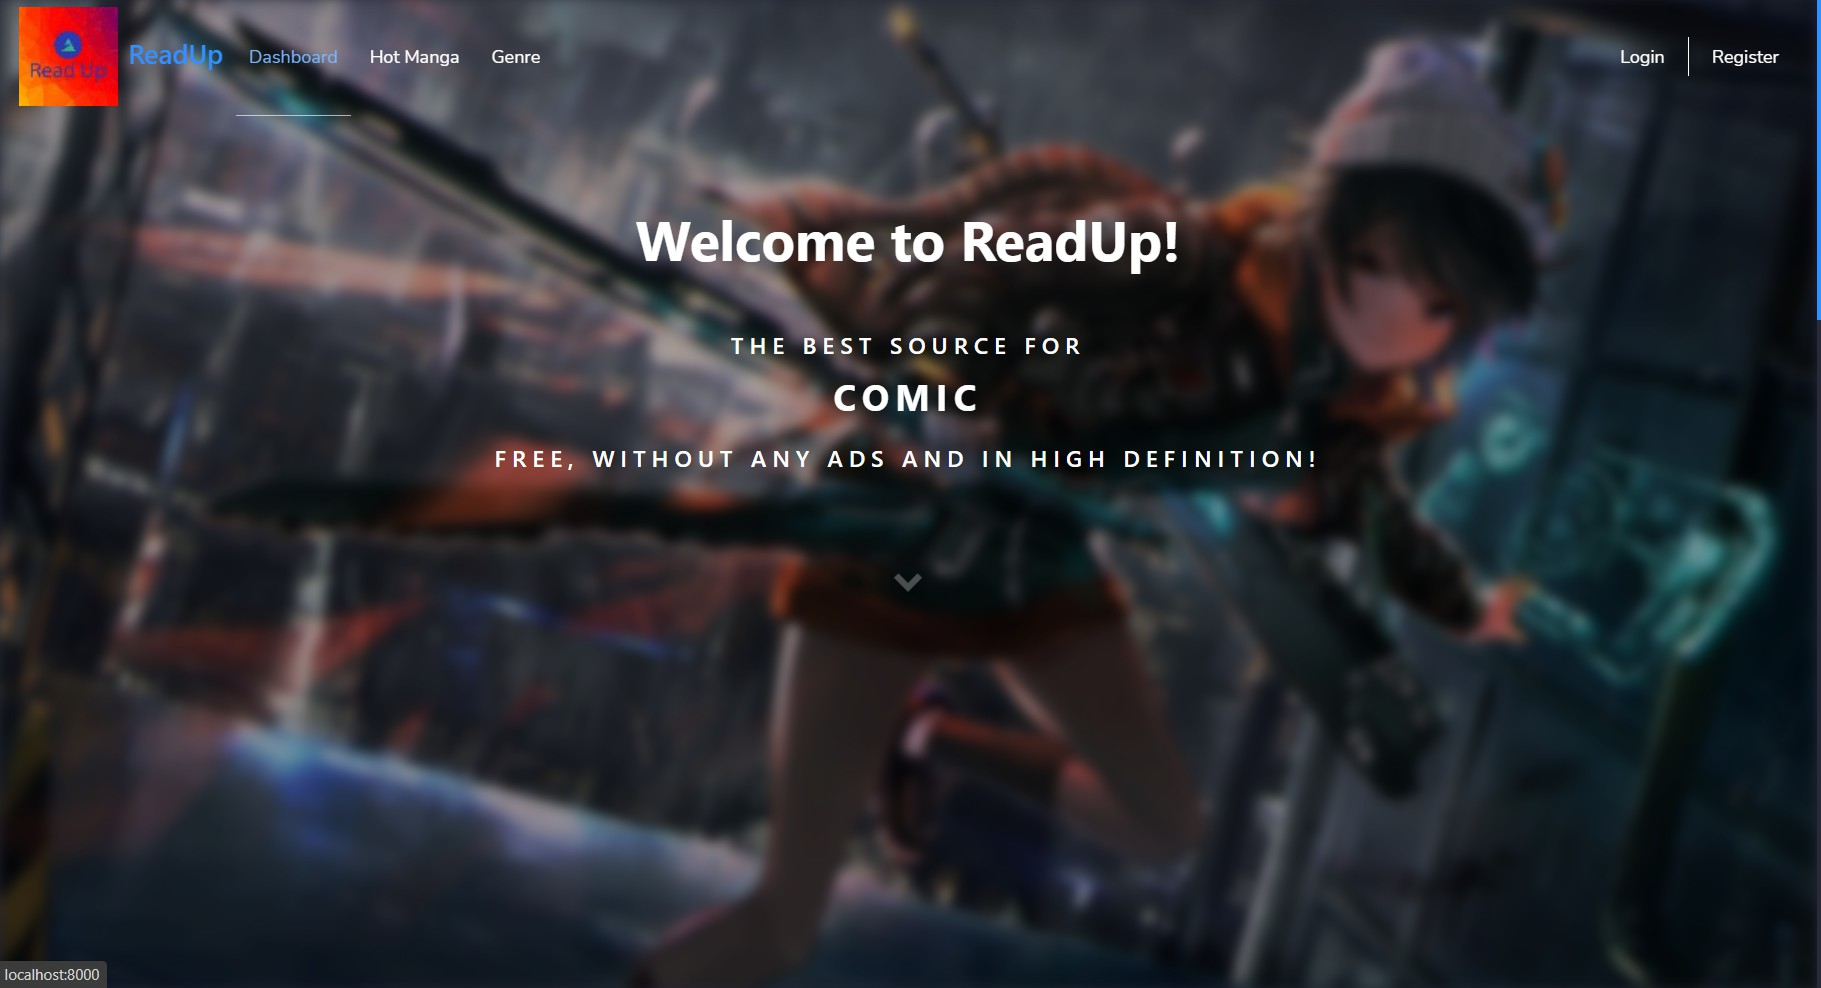 Read Up
ReadUp
Dashboard
Hot Manga
Genre
Login
Register
Welcome to ReadUp!
THE BEST SOURCE FOR
COMIC
FREE, WITHOUT ANY ADS AND IN HIGH DEFINITION!
localhost:8000